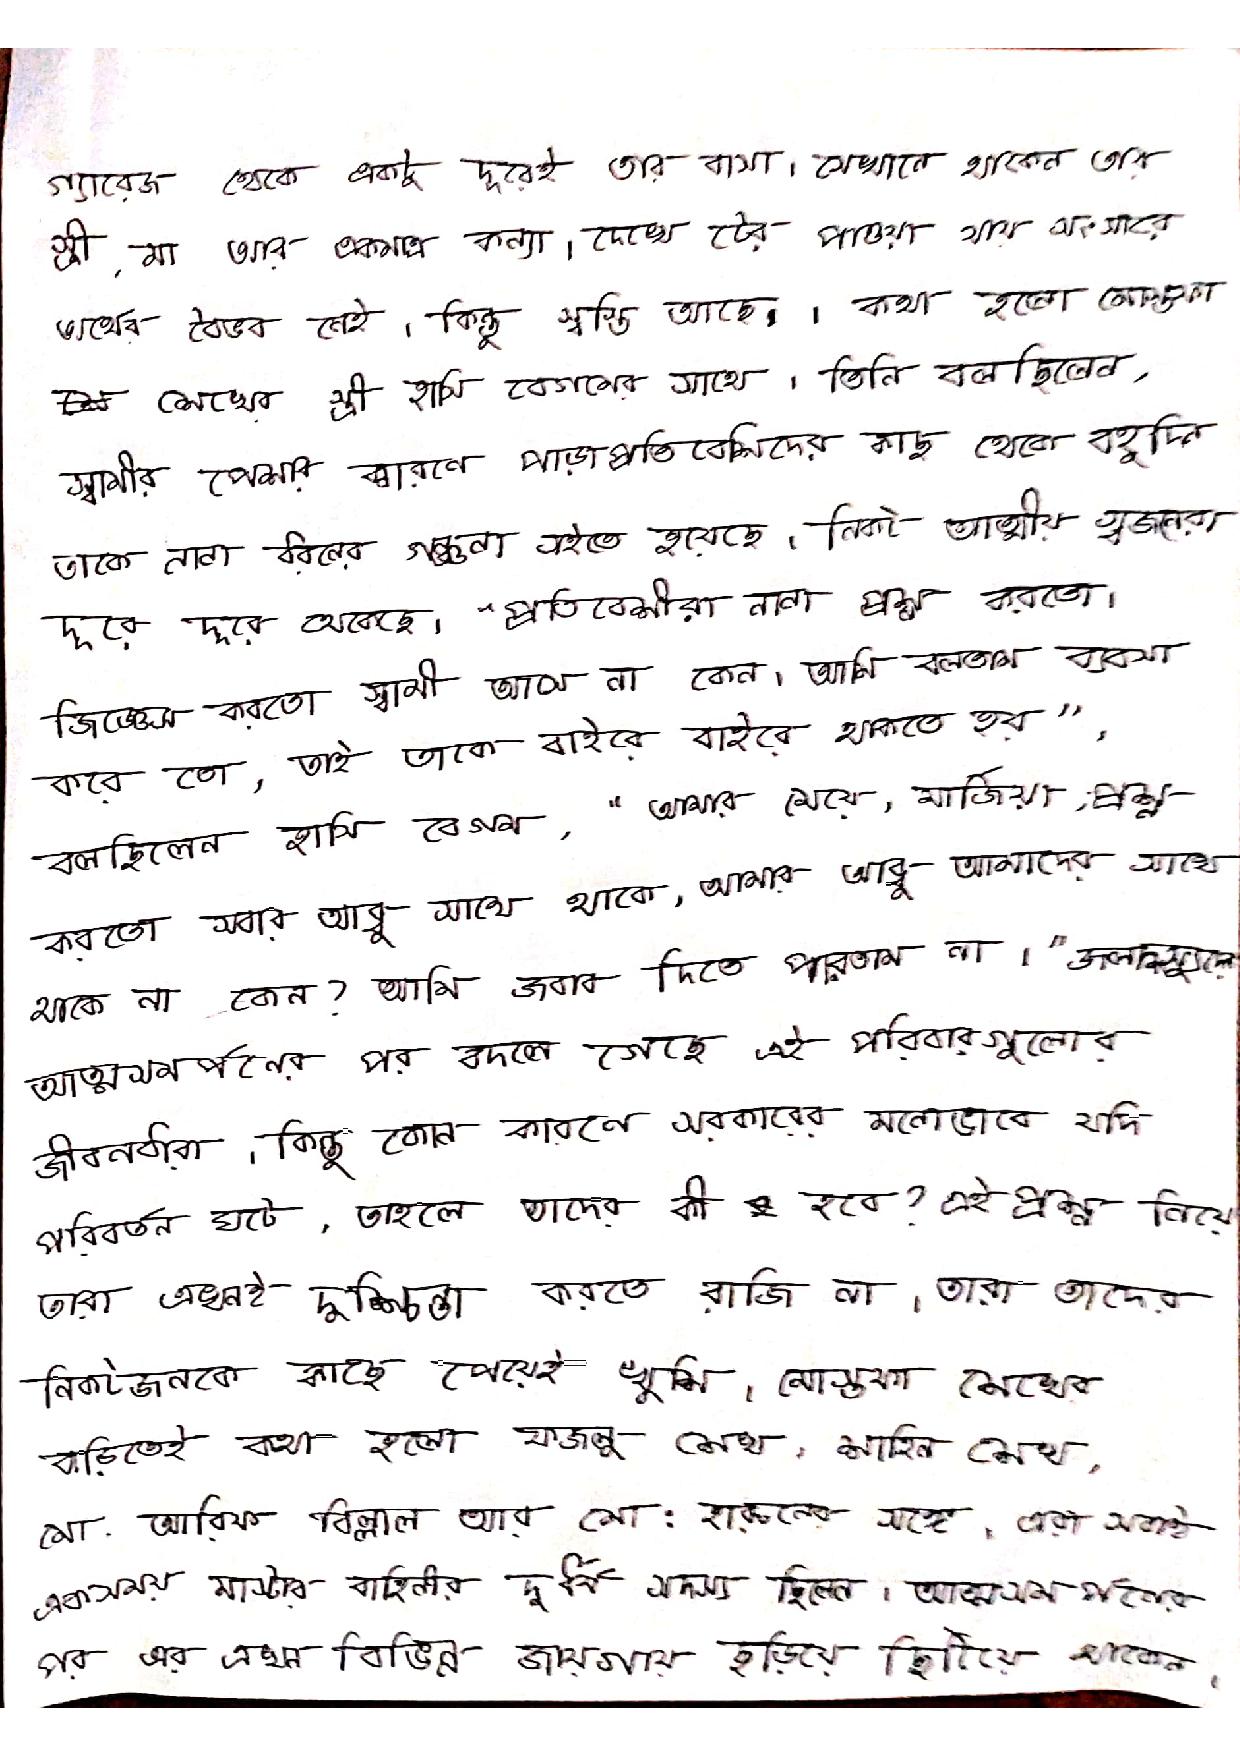 গ্যারেজ থেকে একটু দূরেই তার বাসা। সেখানে থাকেন তার
স্ত্রী, মা আর একমাত্র কন্যা। দেখে টের পাওয়া যায় সংসারে
অর্থের বৈভব নেই, কিন্তু স্বস্তি আছে। । কথা হলো মোস্তফা
শেখের স্ত্রী হাসি বেগমের সাথে। তিনি বলছিলেন,
স্বামীর পেশার কারণে পাড়াপ্রতিবেশিদের কাছ থেকে বহুদিন
তাকে নানা ধরনের গঞ্জনা সইতে হয়েছে। নিকট আত্মীয় স্বজনেরা
দূরে দূরে থেকেছে। "প্রতিবেশীরা নানা প্রশ্ন করতো।
জিজ্ঞেস করতো স্বামী আসে না কেন। আমি বলতাম ব্যবসা
করে তো, তাই তাকে বাইরে বাইরে থাকতে হয়",
বলছিলেন হাসি বেগম, "আমার মেয়ে, মার্জিয়া, প্রশ্ন
করতো সবার আব্বু সাথে থাকে, আমার আব্বু আমাদের সাথে
থাকে না কেন? আমি জবাব দিতে পারতাম না।" জলদস্যুদের
আত্মসমর্পনের পর বদলে গেছে এই পরিবারগুলোর
জীবনধারা। কিন্তু কোন কারণে সরকারের মনোভাবে যদি
পরিবর্তন ঘটে, তাহলে তাদের কী হবে? এই প্রশ্ন নিয়ে
তারা এখনই দুশ্চিন্তা করতে রাজি না। তারা তাদের
নিকটজনকে কাছে পেয়েই খুশি। মোস্তফা শেখের
বাড়িতেই কথা হলো ফজলু শেখ, শাহিন শেখ,
মো. আরিফ বিল্লাল আর মো: হারুনের সঙ্গে। এরা সবাই
একসময় মাস্টার বাহিনীর দুর্ধর্ষ সদস্য ছিলেন। আত্মসমর্পনের
পর এর এখন বিভিন্ন জায়গায় ছড়িয়ে ছিটিয়ে থাকেন।